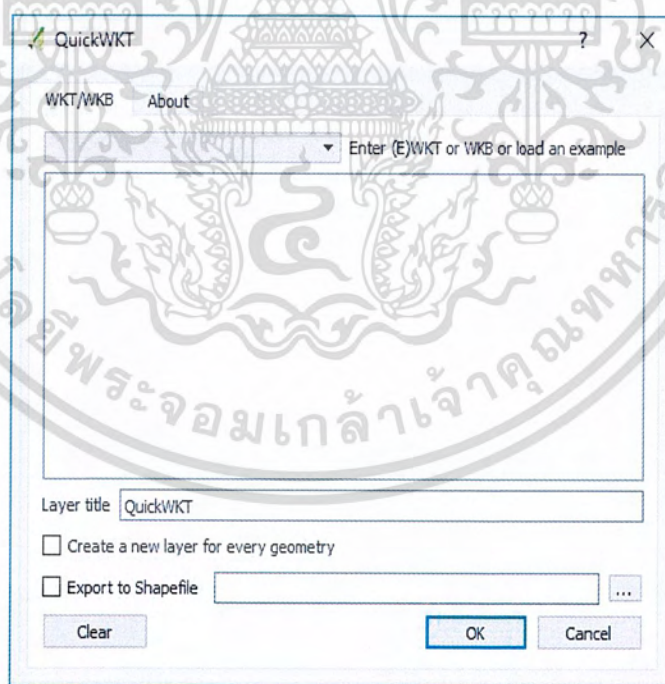 QuickWKT ? X
WKT/WKB About
Enter (E)WKT or WKB or load an example
พระจอมเกล้าเจ้าคุณทหาร
Layer title QuickWKT
Create a new layer for every geometry
Export to Shapefile ...
Clear OK Cancel